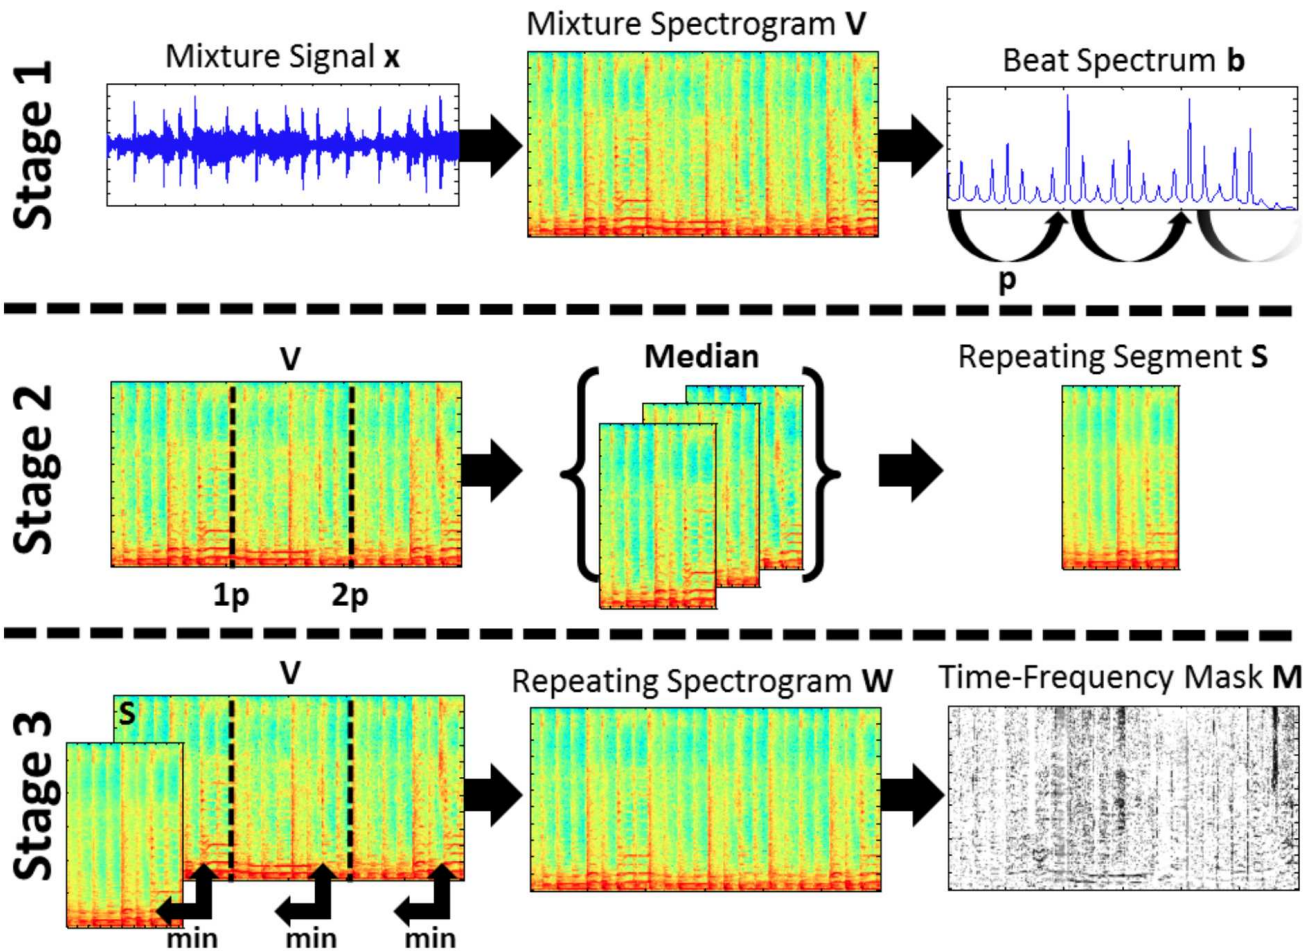 Stage 1
Mixture Signal x
Mixture Spectrogram V
Beat Spectrum b
p
Stage 2
V
Median
Repeating Segment S
1p
2p
Stage 3
V
S
Repeating Spectrogram W
Time-Frequency Mask M
min
min
min